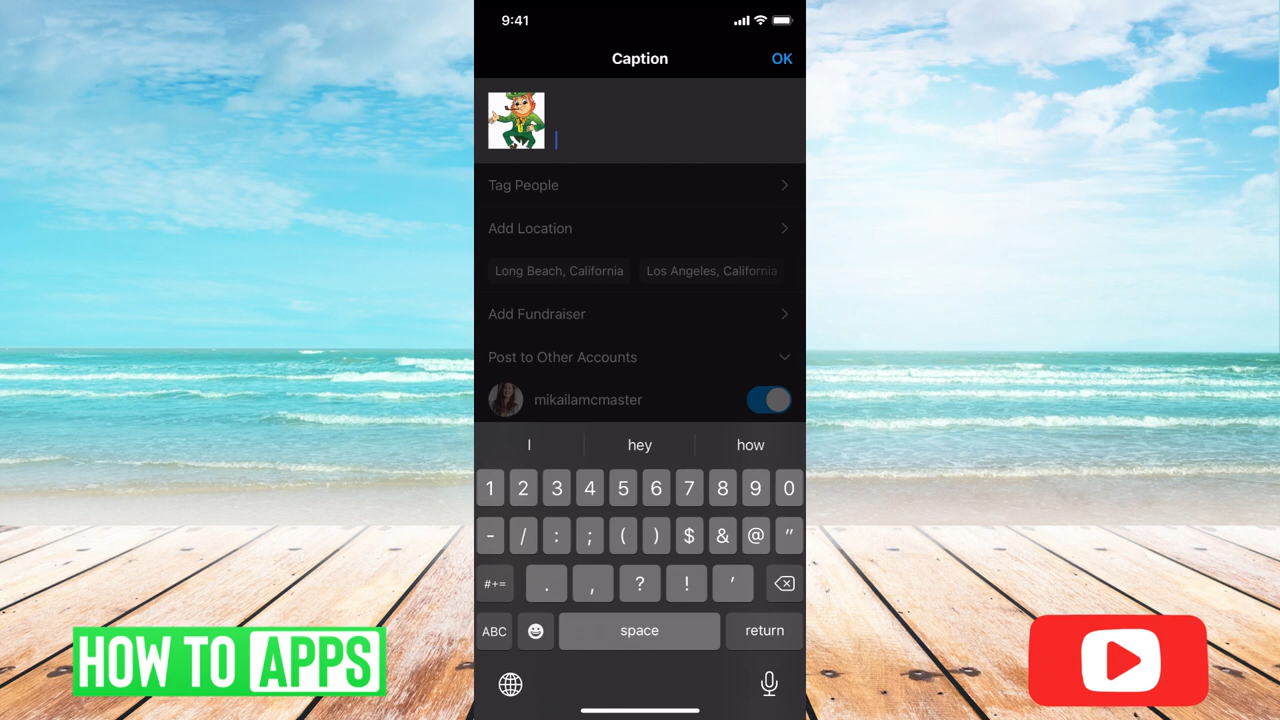 9:41
Caption
OK
Tag People
Add Location
Long Beach, California
Los Angeles, California
Add Fundraiser
Post to Other Accounts
mikailamcmaster
I hey how
1 2 3 4 5 6 7 8 9 0
- / : ; ( ) $ & @ "
#+= . , ? ! '
ABC space return
HOW TO APPS